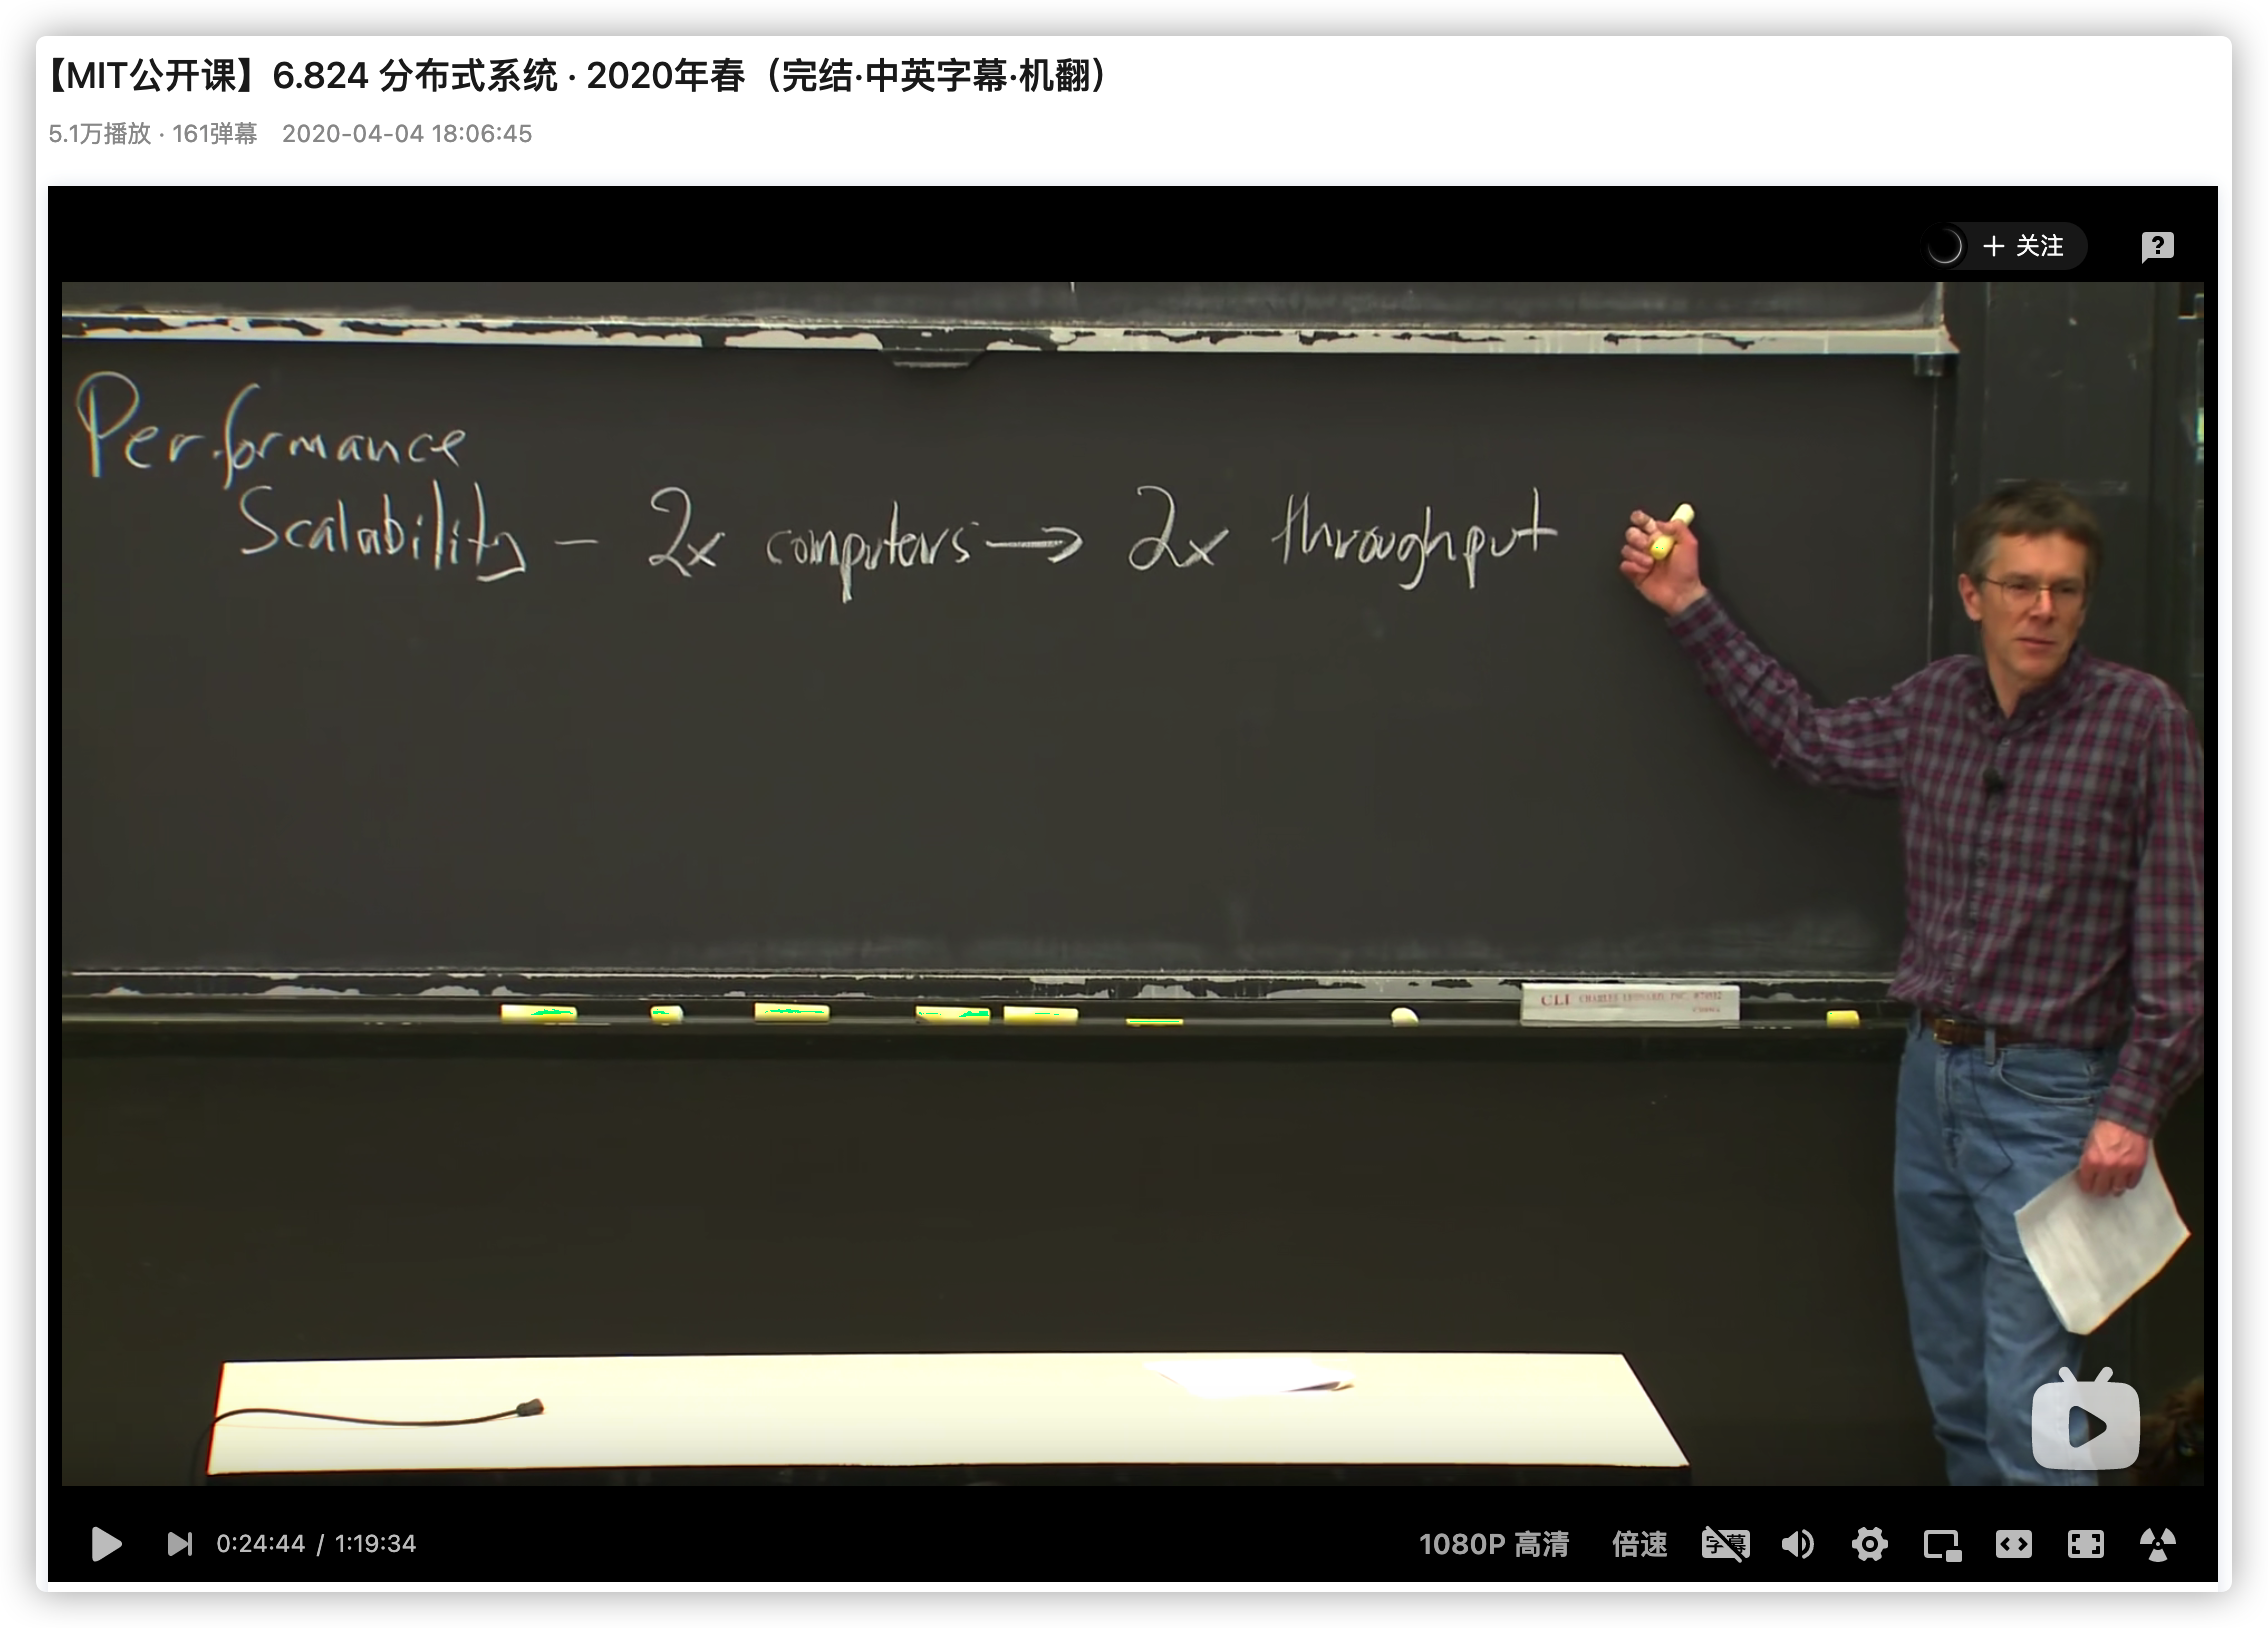 【MIT公开课】6.824 分布式系统 · 2020年春（完结·中英字幕·机翻）
5.1万播放 · 161弹幕 2020-04-04 18:06:45
+ 关注
Performance
Scalability – 2x computers → 2x throughput
CLI CHARLES LEONARD INC.
CHINA
0:24:44 / 1:19:34
1080P 高清 倍速 字幕